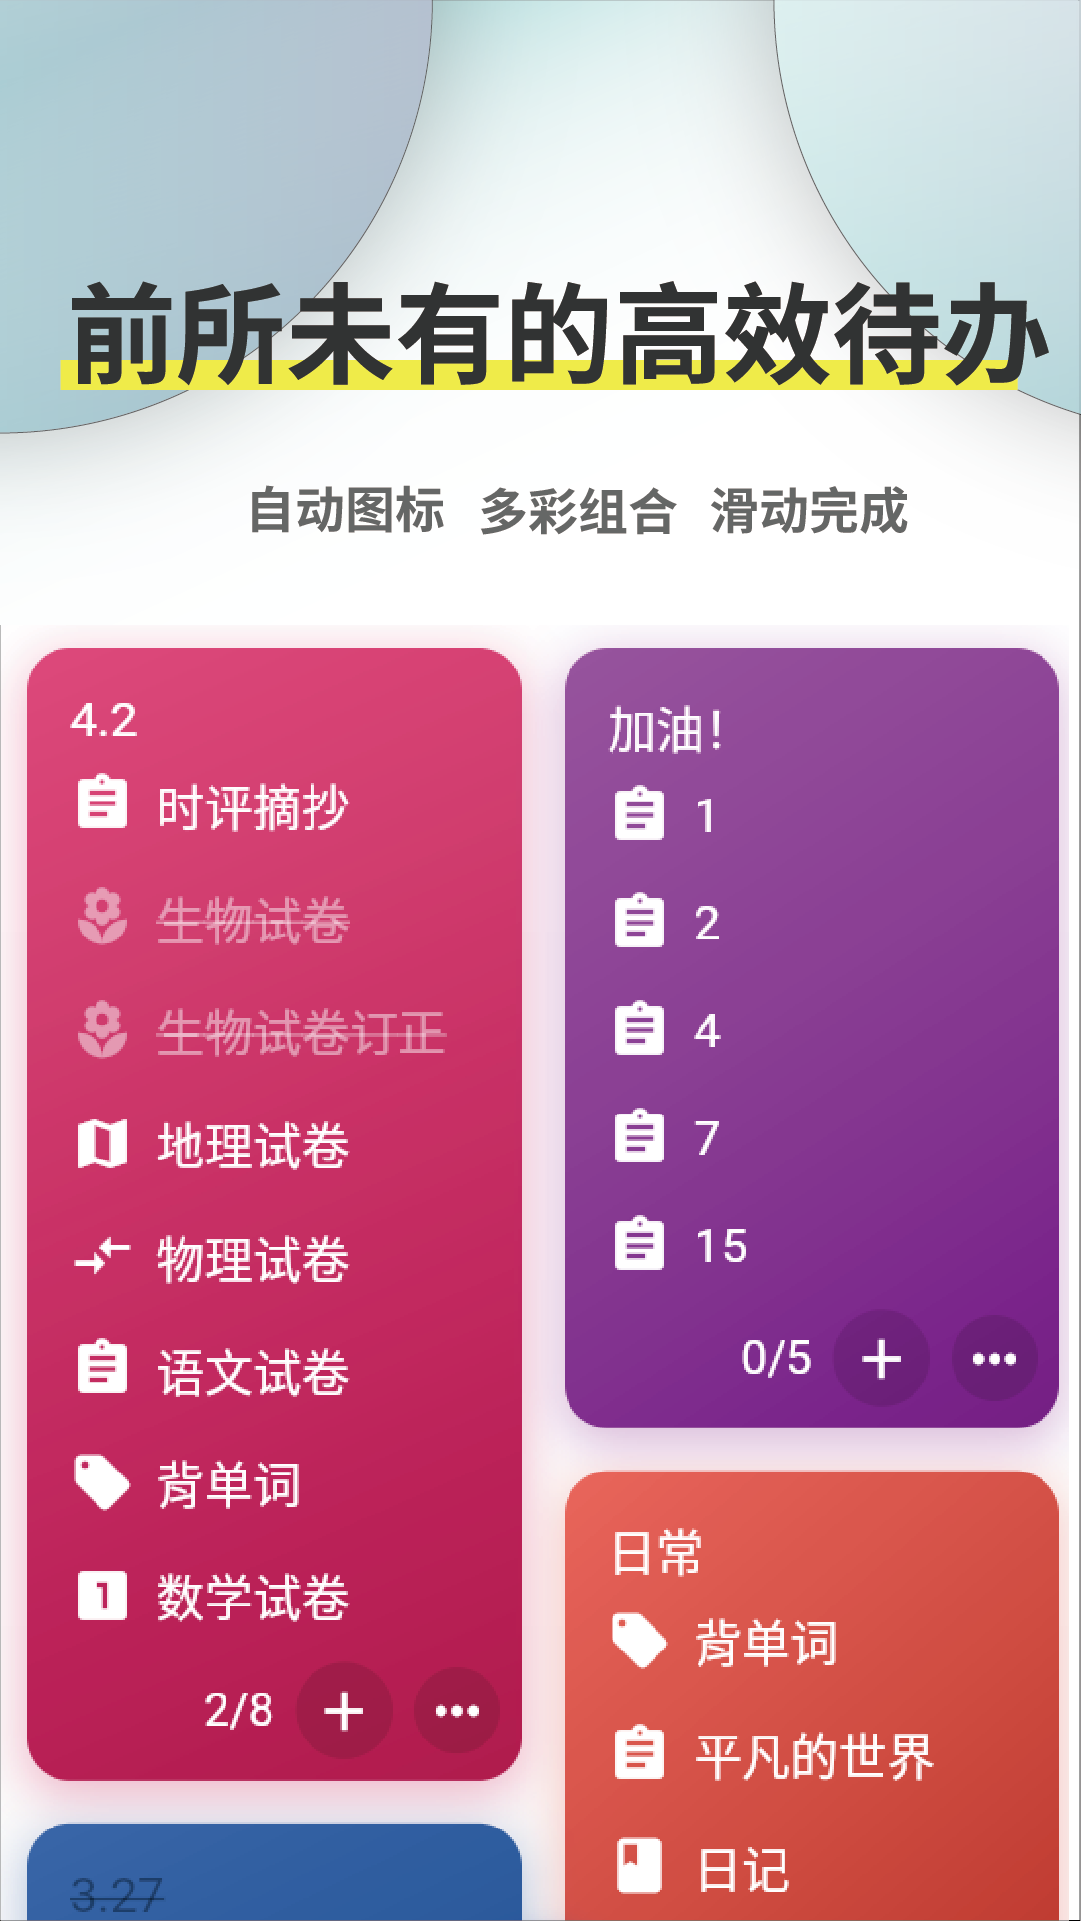 前所未有的高效待办
自动图标 多彩组合 滑动完成
4.2
时评摘抄
生物试卷
生物试卷订正
地理试卷
物理试卷
语文试卷
背单词
1 数学试卷
2/8
3.27
加油！
1
2
4
7
15
0/5
日常
背单词
平凡的世界
日记